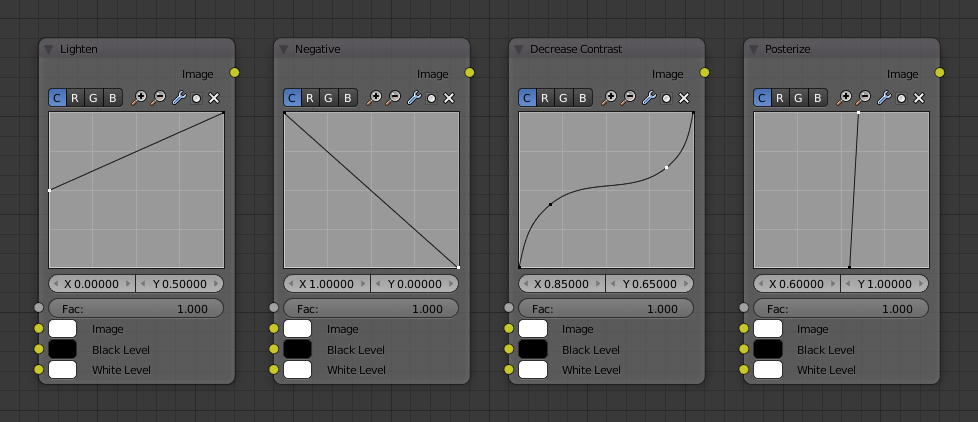 Lighten
Image
C R G B
X 0.00000 Y 0.50000
Fac: 1.000
Image
Black Level
White Level
Negative
Image
C R G B
X 1.00000 Y 0.00000
Fac: 1.000
Image
Black Level
White Level
Decrease Contrast
Image
C R G B
X 0.85000 Y 0.65000
Fac: 1.000
Image
Black Level
White Level
Posterize
Image
C R G B
X 0.60000 Y 1.00000
Fac: 1.000
Image
Black Level
White Level